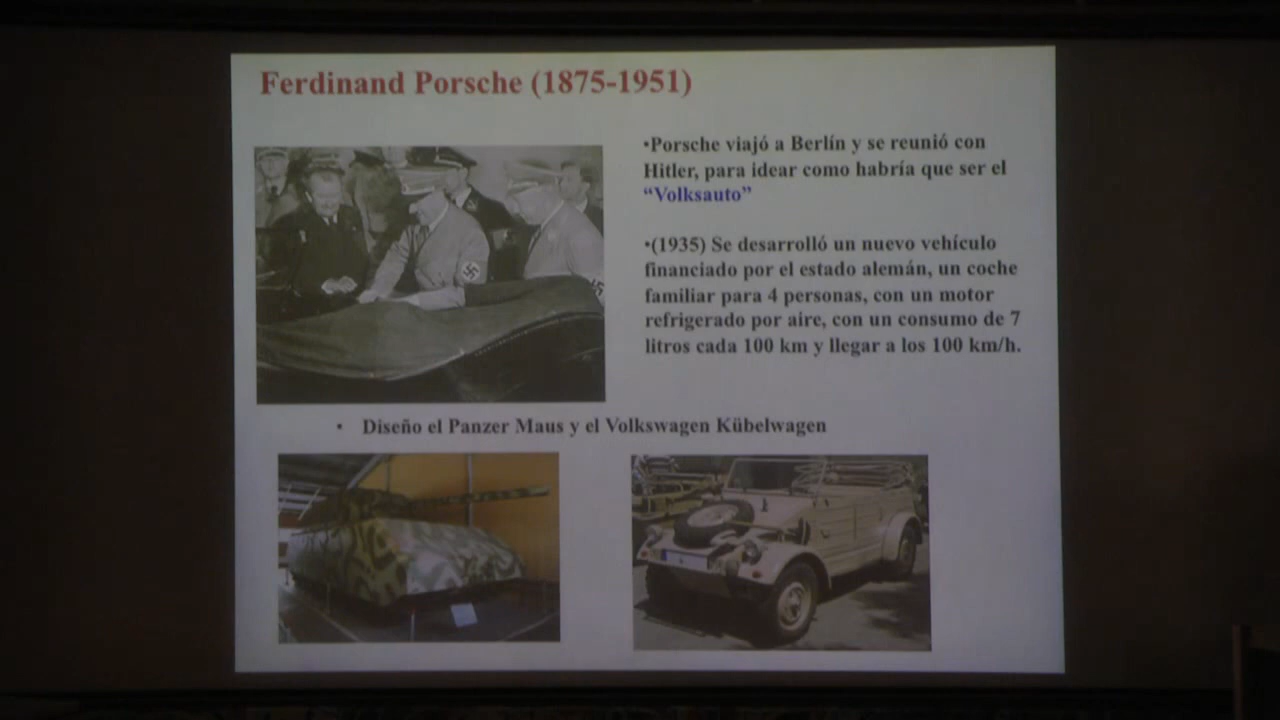 Ferdinand Porsche (1875-1951)
•Porsche viajó a Berlín y se reunió con
Hitler, para idear como habría que ser el
“Volksauto”
•(1935) Se desarrolló un nuevo vehículo
financiado por el estado alemán, un coche
familiar para 4 personas, con un motor
refrigerado por aire, con un consumo de 7
litros cada 100 km y llegar a los 100 km/h.
• Diseño el Panzer Maus y el Volkswagen Kübelwagen